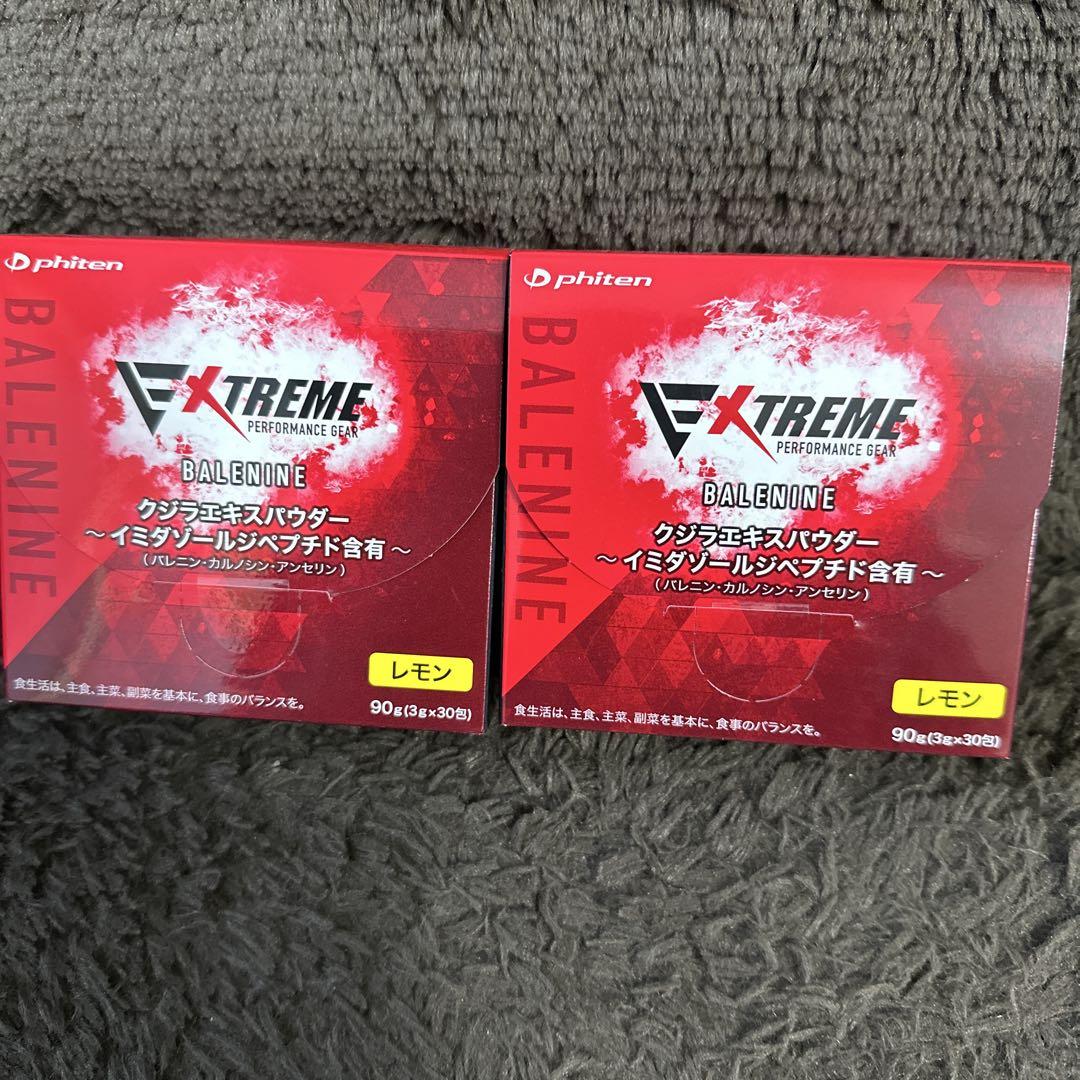 phiten
BALENINE
EXTREME
PERFORMANCE GEAR
BALENINE
クジラエキスパウダー
～イミダゾールジペプチド含有～
(バレニン・カルノシン・アンセリン)
レモン
食生活は、主食、主菜、副菜を基本に、食事のバランスを。
90g(3g×30包)
phiten
BALENINE
EXTREME
PERFORMANCE GEAR
BALENINE
クジラエキスパウダー
～イミダゾールジペプチド含有～
(バレニン・カルノシン・アンセリン)
レモン
食生活は、主食、主菜、副菜を基本に、食事のバランスを。
90g(3g×30包)